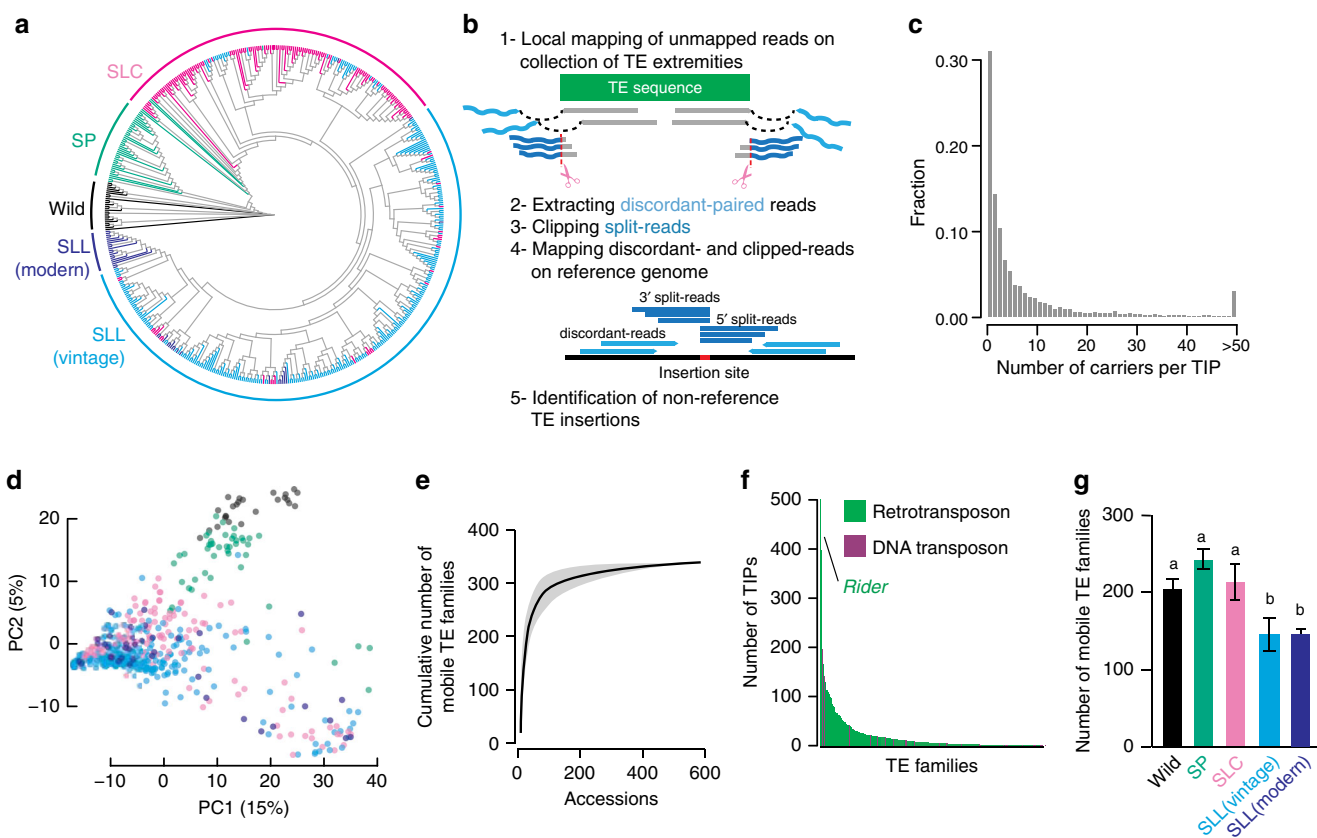 a
SLC
SP
Wild
SLL
(modern)
SLL
(vintage)
b
1- Local mapping of unmapped reads on
collection of TE extremities
TE sequence
2- Extracting discordant-paired reads
3- Clipping split-reads
4- Mapping discordant- and clipped-reads
on reference genome
3′ split-reads
5′ split-reads
discordant-reads
Insertion site
5- Identification of non-reference
TE insertions
c
0.30
0.20
0.10
0.00
Fraction
0 10 20 30 40 >50
Number of carriers per TIP
d
20
10
0
−10
PC2 (5%)
−10 0 10 20 30 40
PC1 (15%)
e
400
300
200
100
0
Cumulative number of
mobile TE families
0 200 400 600
Accessions
f
500
400
300
200
100
0
Number of TIPs
Retrotransposon
DNA transposon
Rider
TE families
g
300
200
100
0
Number of mobile TE families
a a a b b
Wild
SP
SLC
SLL(vintage)
SLL(modern)